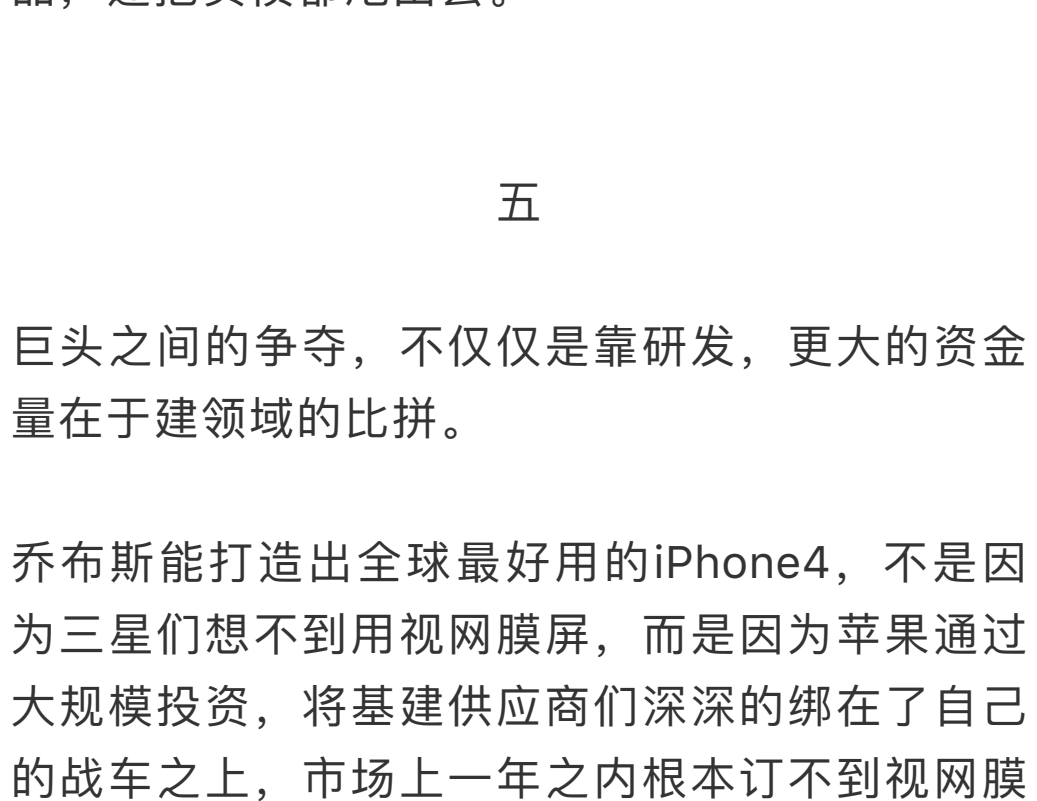 五
巨头之间的争夺，不仅仅是靠研发，更大的资金
量在于建领域的比拼。
乔布斯能打造出全球最好用的iPhone4，不是因
为三星们想不到用视网膜屏，而是因为苹果通过
大规模投资，将基建供应商们深深的绑在了自己
的战车之上，市场上一年之内根本订不到视网膜